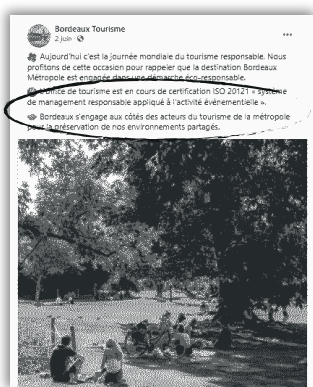 Bordeaux Tourisme
2 juin ·
Aujourd'hui c'est la journée mondiale du tourisme responsable. Nous
profitons de cette occasion pour rappeler que la destination Bordeaux
Métropole est engagée dans une démarche éco-responsable.
L'office de tourisme est en cours de certification ISO 20121 « système
de management responsable appliqué à l'activité événementielle ».
Bordeaux s'engage aux côtés des acteurs du tourisme de la métropole
pour la préservation de nos environnements partagés.